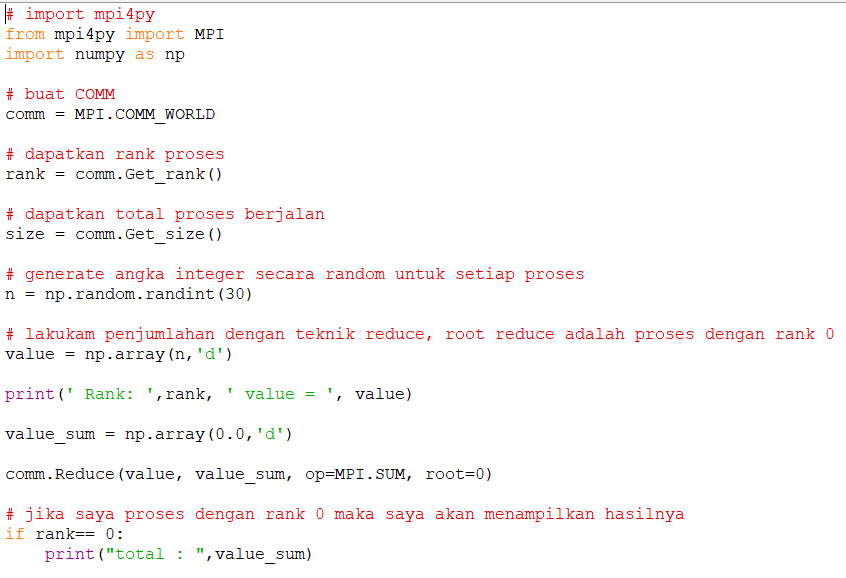 # import mpi4py
from mpi4py import MPI
import numpy as np
# buat COMM
comm = MPI.COMM_WORLD
# dapatkan rank proses
rank = comm.Get_rank()
# dapatkan total proses berjalan
size = comm.Get_size()
# generate angka integer secara random untuk setiap proses
n = np.random.randint(30)
# lakukam penjumlahan dengan teknik reduce, root reduce adalah proses dengan rank 0
value = np.array(n,'d')
print(' Rank: ',rank, ' value = ', value)
value_sum = np.array(0.0,'d')
comm.Reduce(value, value_sum, op=MPI.SUM, root=0)
# jika saya proses dengan rank 0 maka saya akan menampilkan hasilnya
if rank== 0:
    print("total : ",value_sum)